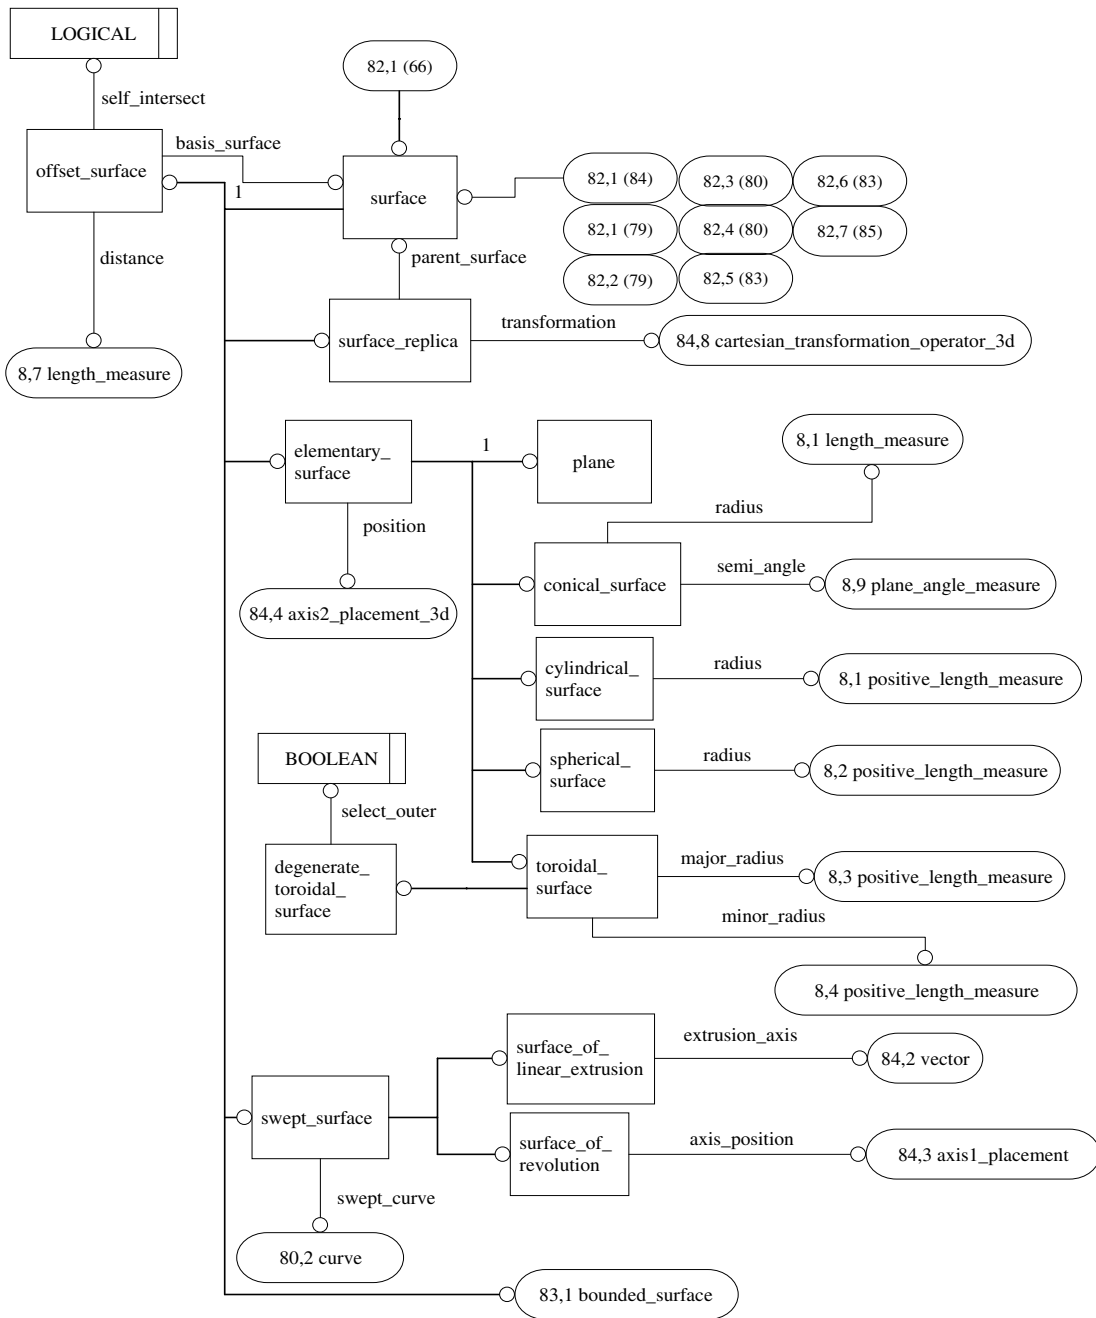 LOGICAL
82,1 (66)
self_intersect
offset_surface
basis_surface
1
surface
82,1 (84)
82,3 (80)
82,6 (83)
82,1 (79)
82,4 (80)
82,7 (85)
82,2 (79)
82,5 (83)
distance
parent_surface
8,7 length_measure
surface_replica
transformation
84,8 cartesian_transformation_operator_3d
elementary_
surface
1
plane
8,1 length_measure
position
radius
84,4 axis2_placement_3d
conical_surface
semi_angle
8,9 plane_angle_measure
cylindrical_
surface
radius
8,1 positive_length_measure
BOOLEAN
spherical_
surface
radius
8,2 positive_length_measure
select_outer
degenerate_
toroidal_
surface
toroidal_
surface
major_radius
8,3 positive_length_measure
minor_radius
8,4 positive_length_measure
surface_of_
linear_extrusion
extrusion_axis
84,2 vector
swept_surface
surface_of_
revolution
axis_position
84,3 axis1_placement
swept_curve
80,2 curve
83,1 bounded_surface